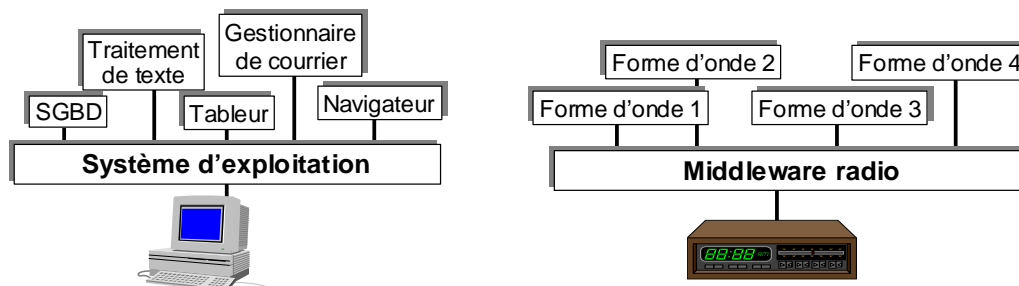 Gestionnaire
de courrier
Traitement
de texte
SGBD
Tableur
Navigateur
Système d'exploitation
Forme d'onde 2
Forme d'onde 4
Forme d'onde 1
Forme d'onde 3
Middleware radio
88:88 AM